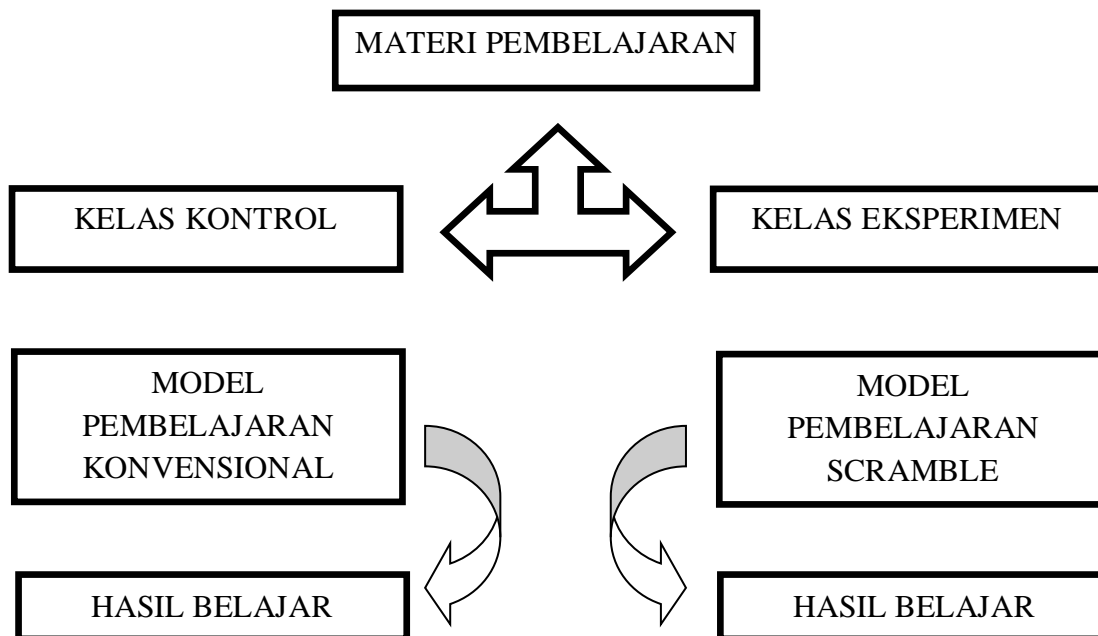 MATERI PEMBELAJARAN
KELAS KONTROL
KELAS EKSPERIMEN
MODEL
PEMBELAJARAN
KONVENSIONAL
MODEL
PEMBELAJARAN
SCRAMBLE
HASIL BELAJAR
HASIL BELAJAR